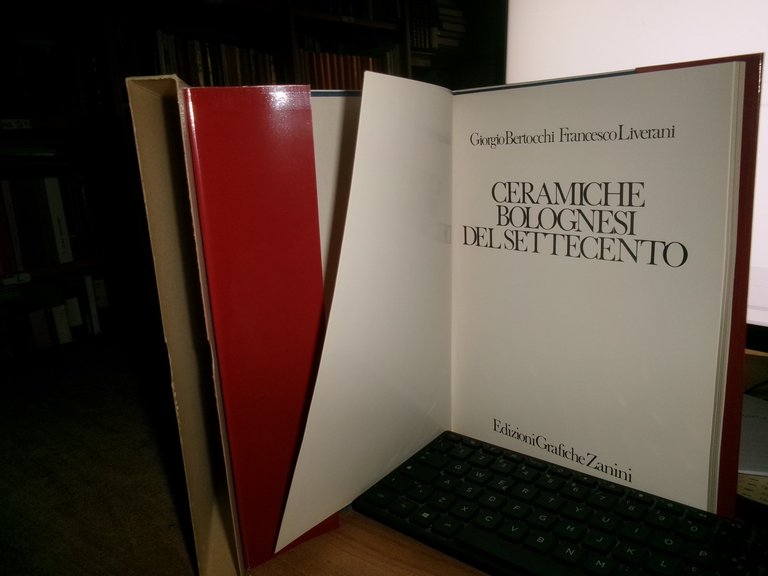 Giorgio Bertocchi Francesco Liverani
CERAMICHE
BOLOGNESI
DEL SETTECENTO
Edizioni Grafiche Zanini